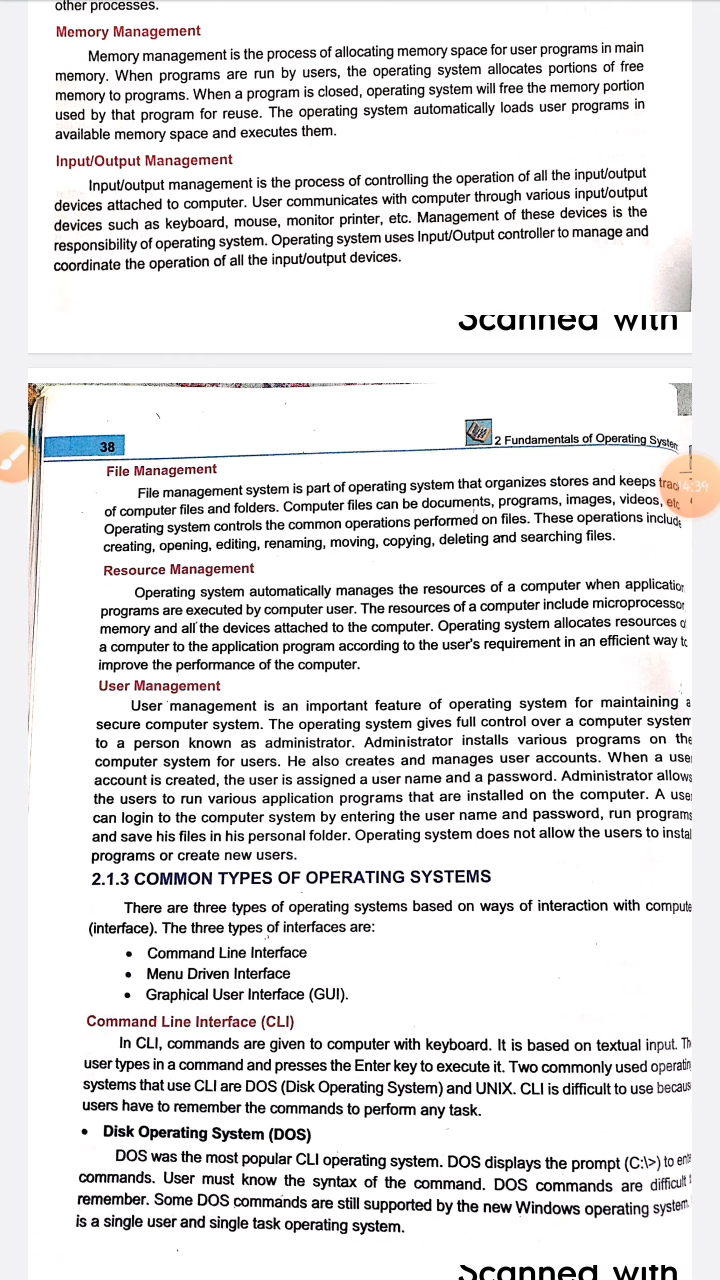 other processes.
Memory Management
Memory management is the process of allocating memory space for user programs in main
memory. When programs are run by users, the operating system allocates portions of free
memory to programs. When a program is closed, operating system will free the memory portion
used by that program for reuse. The operating system automatically loads user programs in
available memory space and executes them.
Input/Output Management
Input/output management is the process of controlling the operation of all the input/output
devices attached to computer. User communicates with computer through various input/output
devices such as keyboard, mouse, monitor printer, etc. Management of these devices is the
responsibility of operating system. Operating system uses Input/Output controller to manage and
coordinate the operation of all the input/output devices.
Scanned with
38
2 Fundamentals of Operating System
File Management
File management system is part of operating system that organizes stores and keeps trac
14:39
of computer files and folders. Computer files can be documents, programs, images, videos, etc
Operating system controls the common operations performed on files. These operations include
creating, opening, editing, renaming, moving, copying, deleting and searching files.
Resource Management
Operating system automatically manages the resources of a computer when application
programs are executed by computer user. The resources of a computer include microprocessor
memory and all the devices attached to the computer. Operating system allocates resources o
a computer to the application program according to the user's requirement in an efficient way to
improve the performance of the computer.
User Management
User management is an important feature of operating system for maintaining a
secure computer system. The operating system gives full control over a computer system
to a person known as administrator. Administrator installs various programs on the
computer system for users. He also creates and manages user accounts. When a user
account is created, the user is assigned a user name and a password. Administrator allows
the users to run various application programs that are installed on the computer. A user
can login to the computer system by entering the user name and password, run programs
and save his files in his personal folder. Operating system does not allow the users to instal
programs or create new users.
2.1.3 COMMON TYPES OF OPERATING SYSTEMS
There are three types of operating systems based on ways of interaction with compute
(interface). The three types of interfaces are:
• Command Line Interface
• Menu Driven Interface
• Graphical User Interface (GUI).
Command Line Interface (CLI)
In CLI, commands are given to computer with keyboard. It is based on textual input. Th
user types in a command and presses the Enter key to execute it. Two commonly used operatin
systems that use CLI are DOS (Disk Operating System) and UNIX. CLI is difficult to use becaus
users have to remember the commands to perform any task.
• Disk Operating System (DOS)
DOS was the most popular CLI operating system. DOS displays the prompt (C:\>) to ente
commands. User must know the syntax of the command. DOS commands are difficult t
remember. Some DOS commands are still supported by the new Windows operating system.
is a single user and single task operating system.
Scanned with